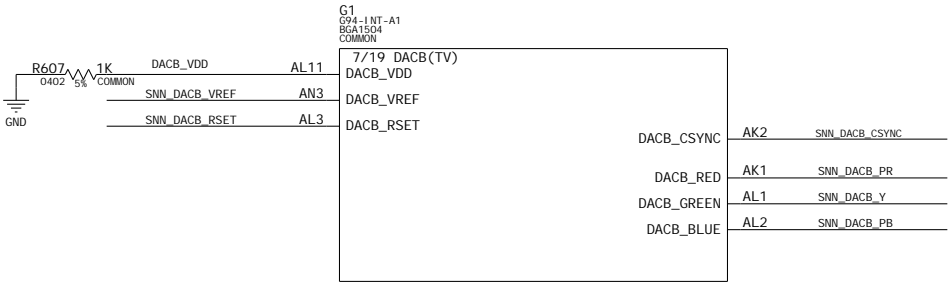 G1
G94-INT-A1
BGA1504
COMMON
7/19 DACB(TV)
R607 1K DACB_VDD AL11 DACB_VDD
0402 5% COMMON
SNN_DACB_VREF AN3 DACB_VREF
GND
SNN_DACB_RSET AL3 DACB_RSET
DACB_CSYNC AK2 SNN_DACB_CSYNC
DACB_RED AK1 SNN_DACB_PR
DACB_GREEN AL1 SNN_DACB_Y
DACB_BLUE AL2 SNN_DACB_PB